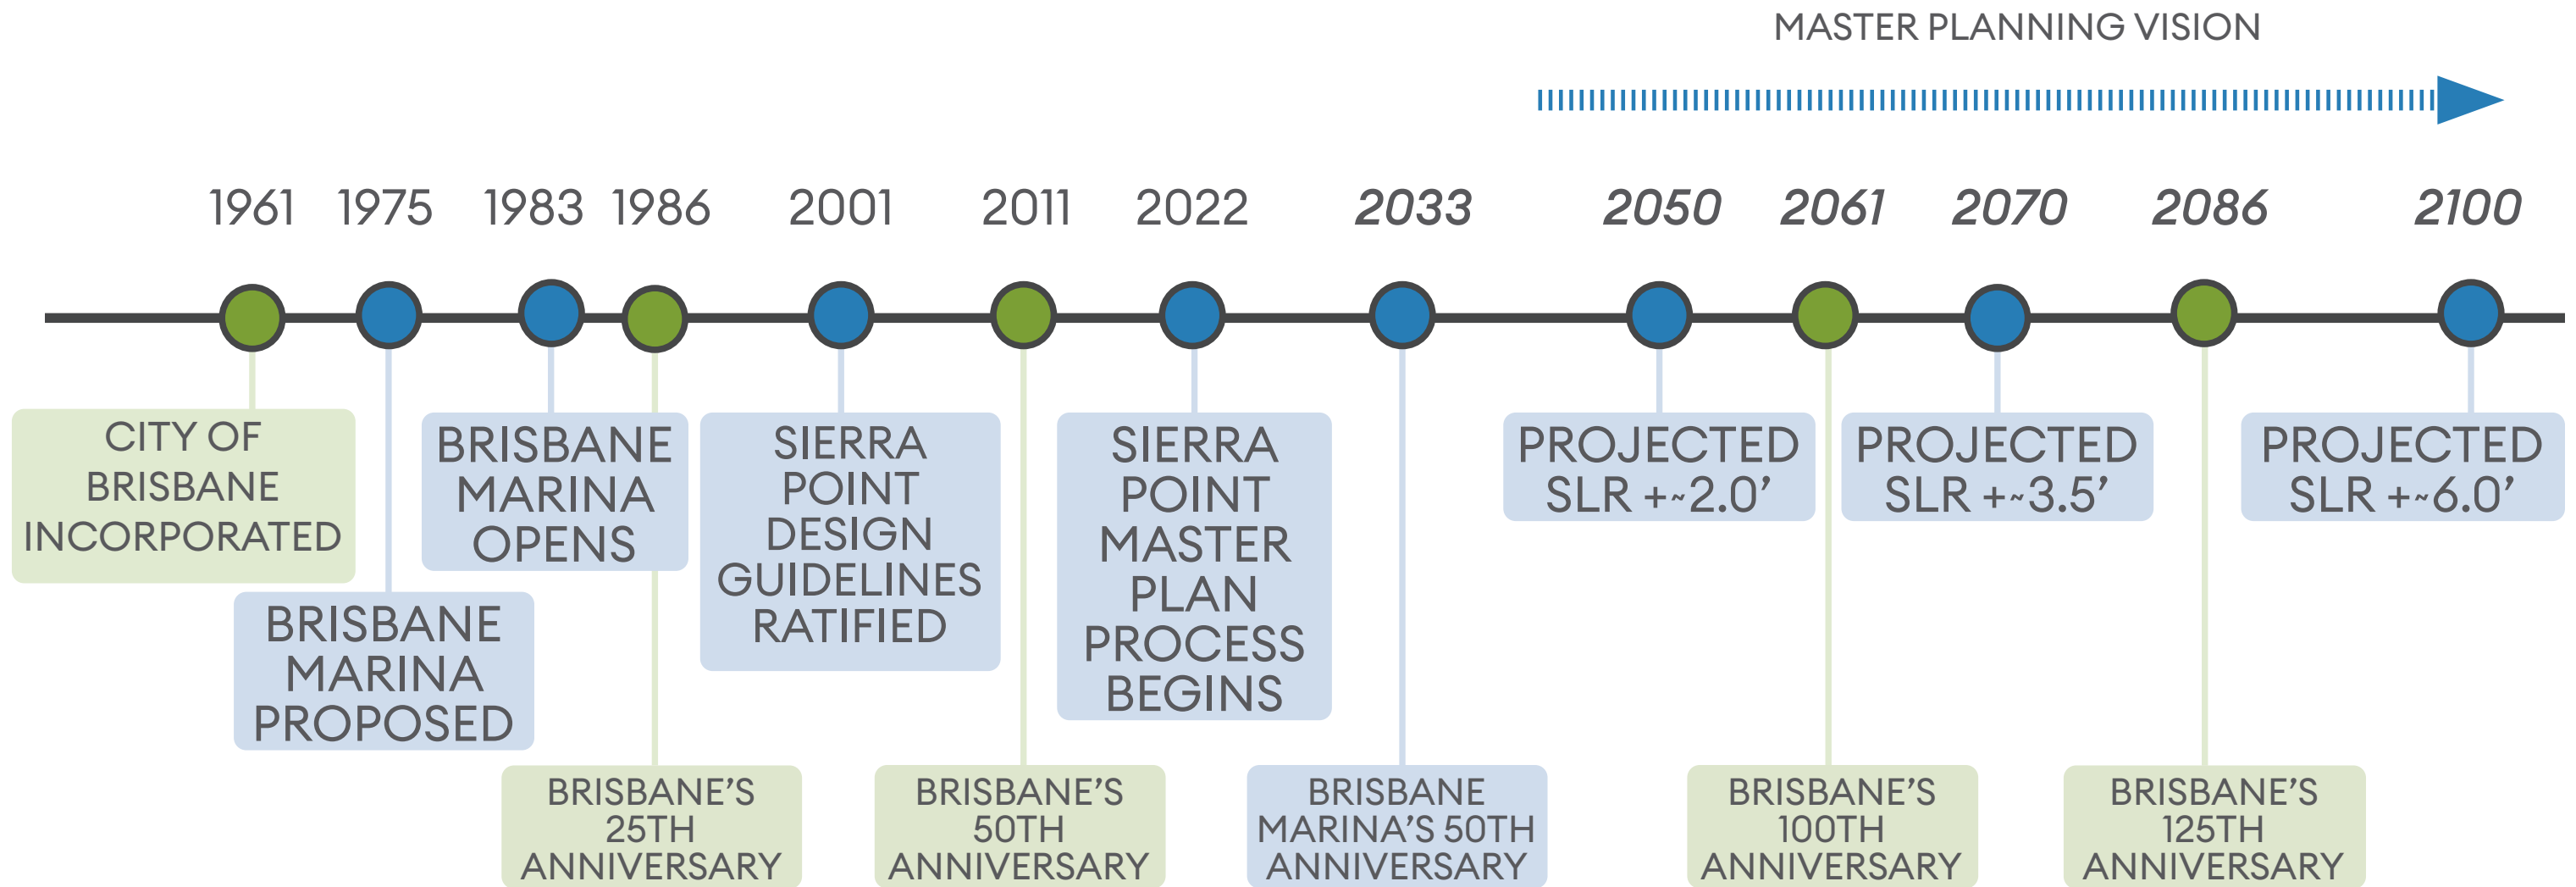 MASTER PLANNING VISION
1961 1975 1983 1986 2001 2011 2022 2033 2050 2061 2070 2086 2100
CITY OF
BRISBANE
INCORPORATED
BRISBANE
MARINA
PROPOSED
BRISBANE
MARINA
OPENS
BRISBANE’S
25TH
ANNIVERSARY
SIERRA
POINT
DESIGN
GUIDELINES
RATIFIED
BRISBANE’S
50TH
ANNIVERSARY
SIERRA
POINT
MASTER
PLAN
PROCESS
BEGINS
BRISBANE
MARINA’S 50TH
ANNIVERSARY
PROJECTED
SLR +~2.0’
BRISBANE’S
100TH
ANNIVERSARY
PROJECTED
SLR +~3.5’
BRISBANE’S
125TH
ANNIVERSARY
PROJECTED
SLR +~6.0’